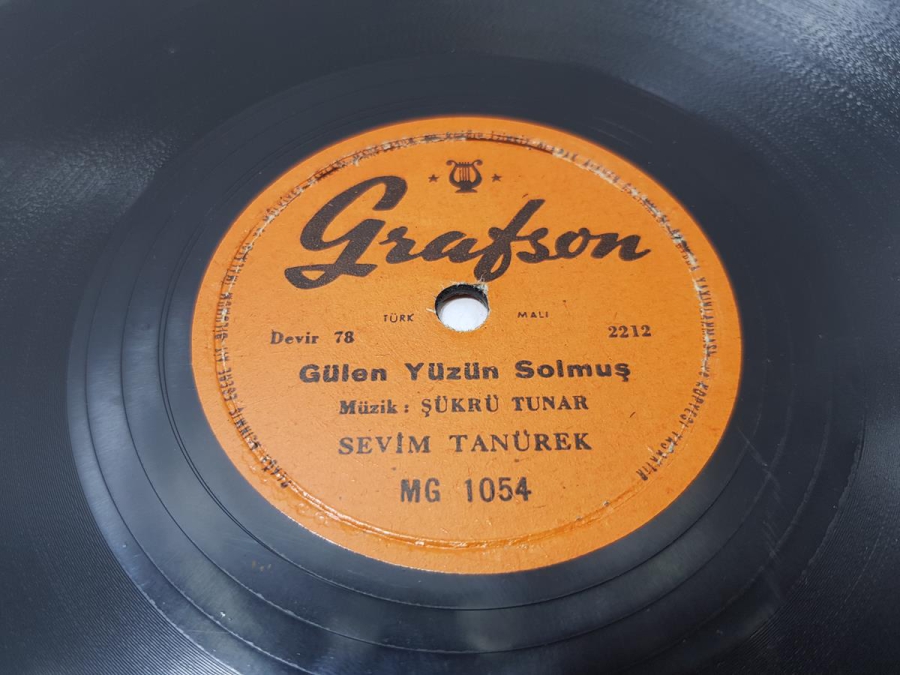 Grafson
TÜRK MALI
Devir 78 2212
Gülen Yüzün Solmuş
Müzik : ŞÜKRÜ TUNAR
SEVİM TANÜREK
MG 1054